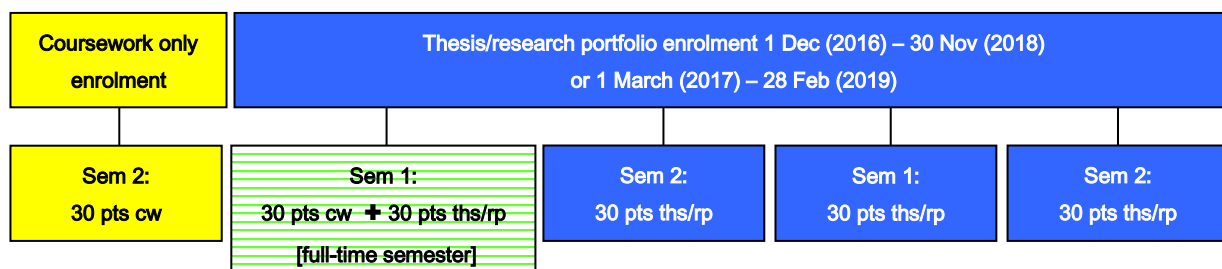 Coursework only
enrolment
Thesis/research portfolio enrolment 1 Dec (2016) – 30 Nov (2018)
or 1 March (2017) – 28 Feb (2019)
Sem 2:
30 pts cw
Sem 1:
30 pts cw + 30 pts ths/rp
[full-time semester]
Sem 2:
30 pts ths/rp
Sem 1:
30 pts ths/rp
Sem 2:
30 pts ths/rp